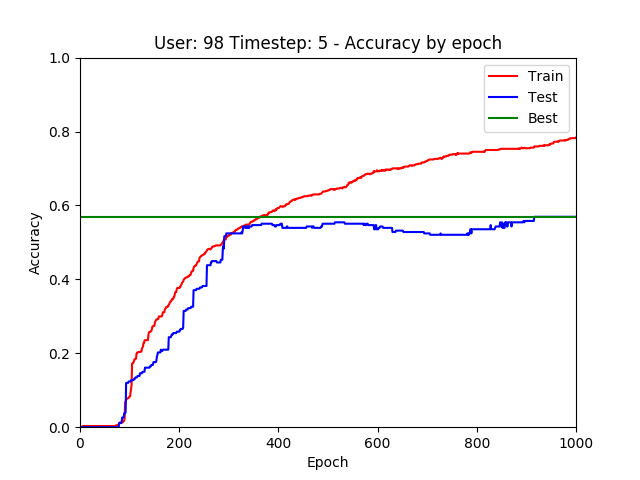 User: 98 Timestep: 5 - Accuracy by epoch
Train
Test
Best
1.0
0.8
0.6
0.4
0.2
0.0
Accuracy
0 200 400 600 800 1000
Epoch